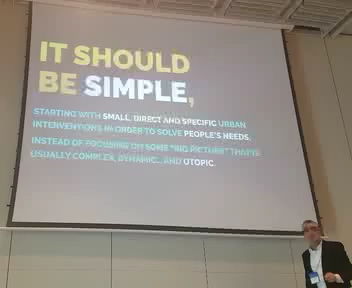 IT SHOULD
BE SIMPLE,
STARTING WITH SMALL, DIRECT AND SPECIFIC URBAN
INTERVENTIONS IN ORDER TO SOLVE PEOPLE'S NEEDS.
INSTEAD OF FOCUSING ON SOME "BIG PICTURE" THAT'S
USUALLY COMPLEX, DYNAMIC... AND UTOPIC.